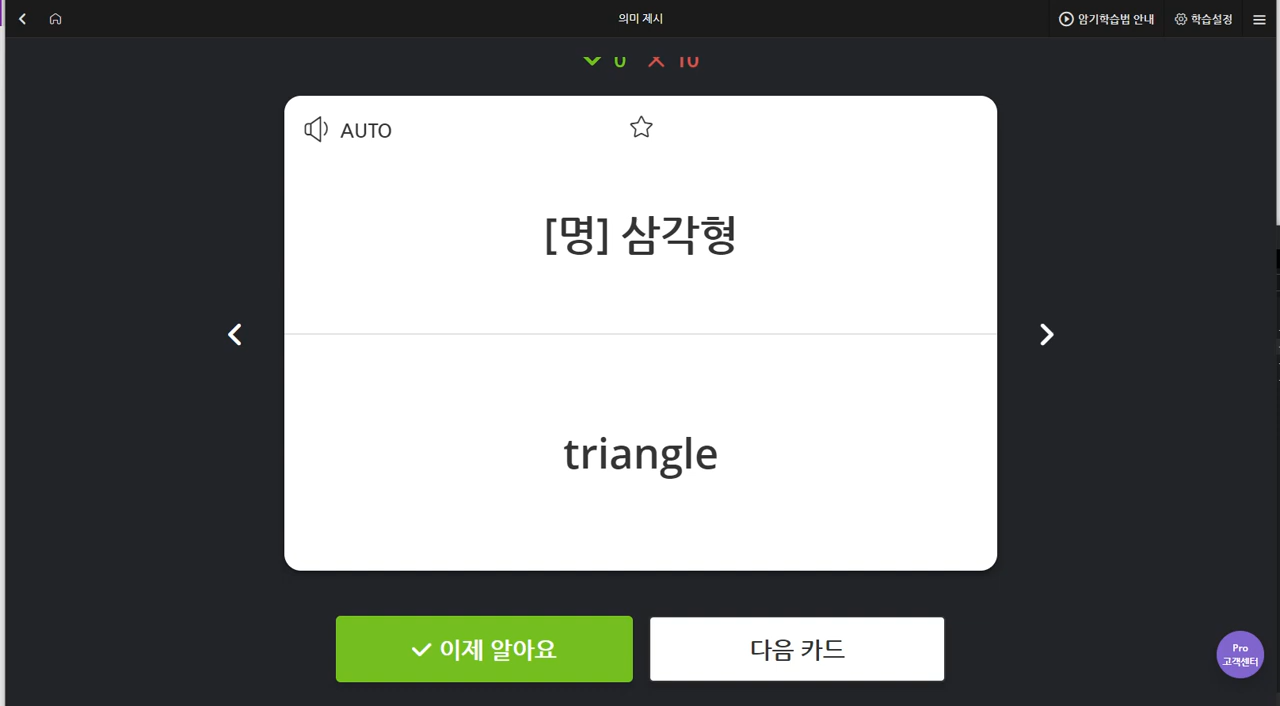 의미 제시
암기학습법 안내
학습설정
AUTO
[명] 삼각형
triangle
이제 알아요
다음 카드
Pro
고객센터